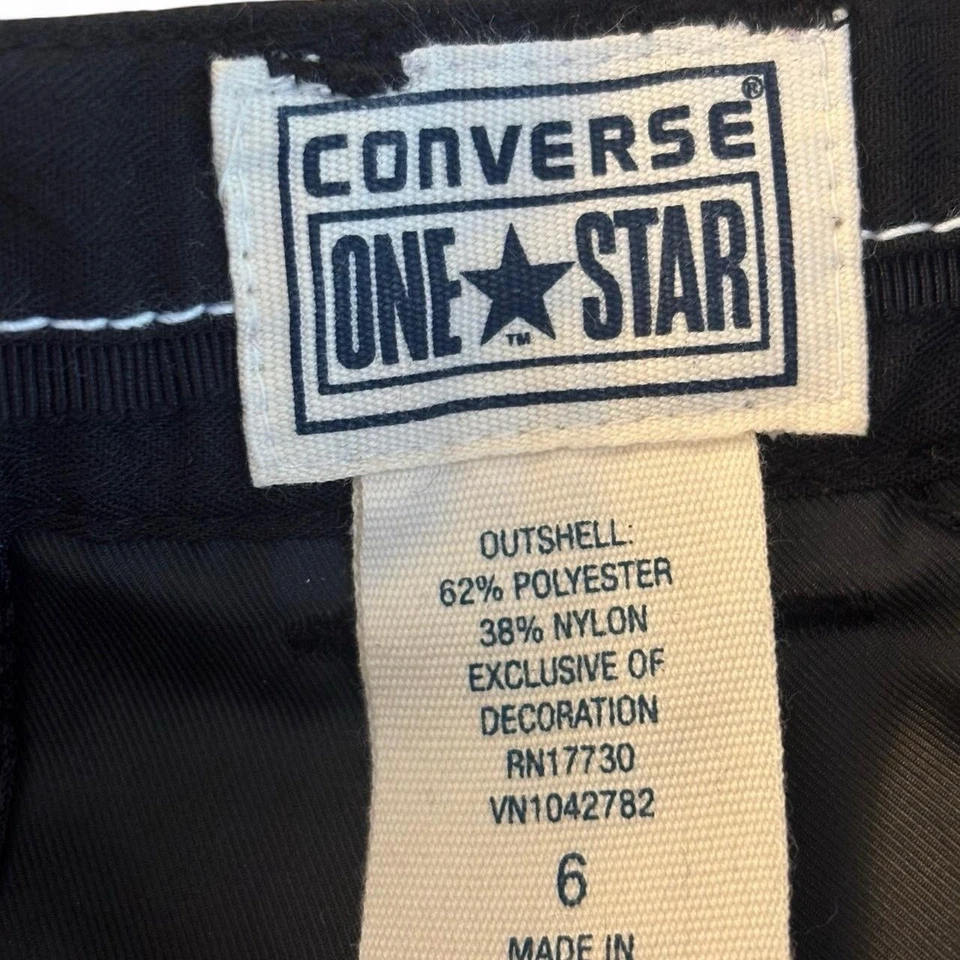 CONVERSE®
ONE★STAR
™
OUTSHELL:
62% POLYESTER
38% NYLON
EXCLUSIVE OF
DECORATION
RN17730
VN1042782
6
MADE IN